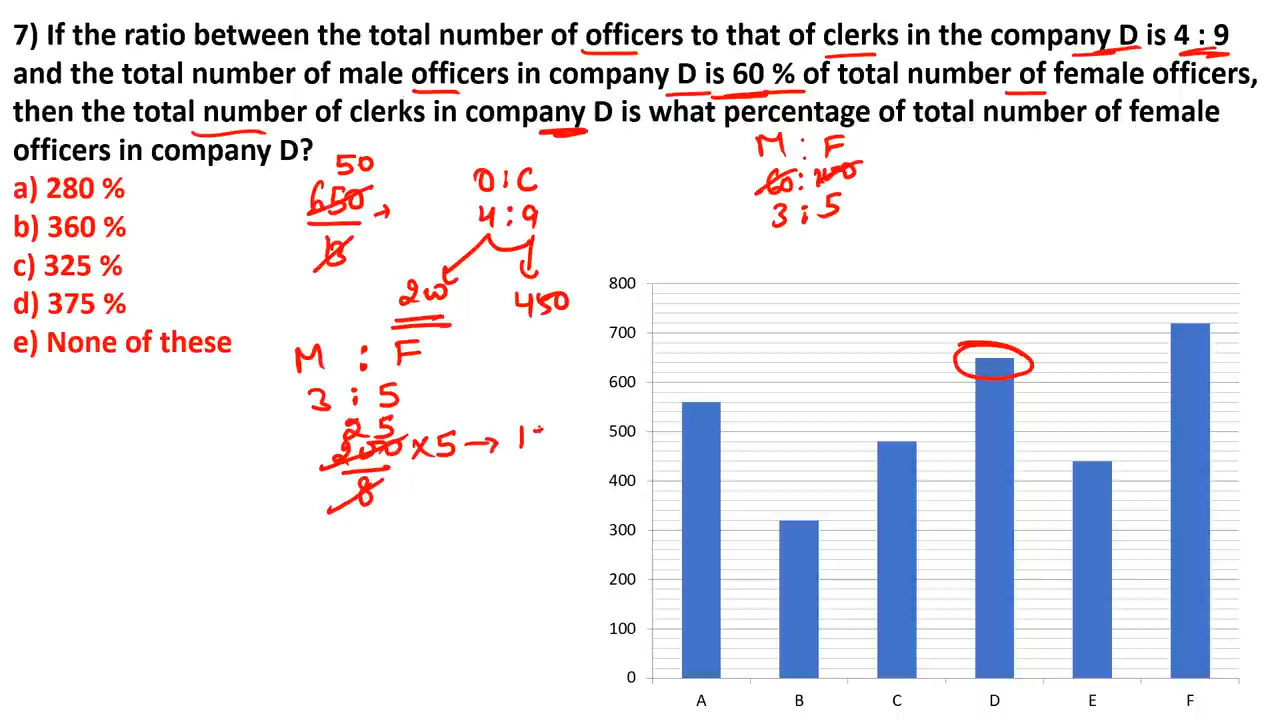 7) If the ratio between the total number of officers to that of clerks in the company D is 4 : 9
and the total number of male officers in company D is 60 % of total number of female officers,
then the total number of clerks in company D is what percentage of total number of female
officers in company D?
a) 280 %
b) 360 %
c) 325 %
d) 375 %
e) None of these
50
650
13
O : C
4 : 9
200
450
M : F
60 : 100
3 : 5
M : F
3 : 5
25
200 × 5 → 1
8
800
700
600
500
400
300
200
100
0
A B C D E F